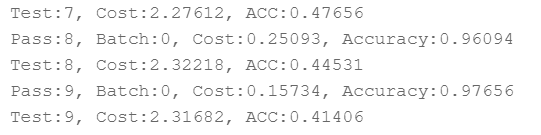 Test:7, Cost:2.27612, ACC:0.47656
Pass:8, Batch:0, Cost:0.25093, Accuracy:0.96094
Test:8, Cost:2.32218, ACC:0.44531
Pass:9, Batch:0, Cost:0.15734, Accuracy:0.97656
Test:9, Cost:2.31682, ACC:0.41406